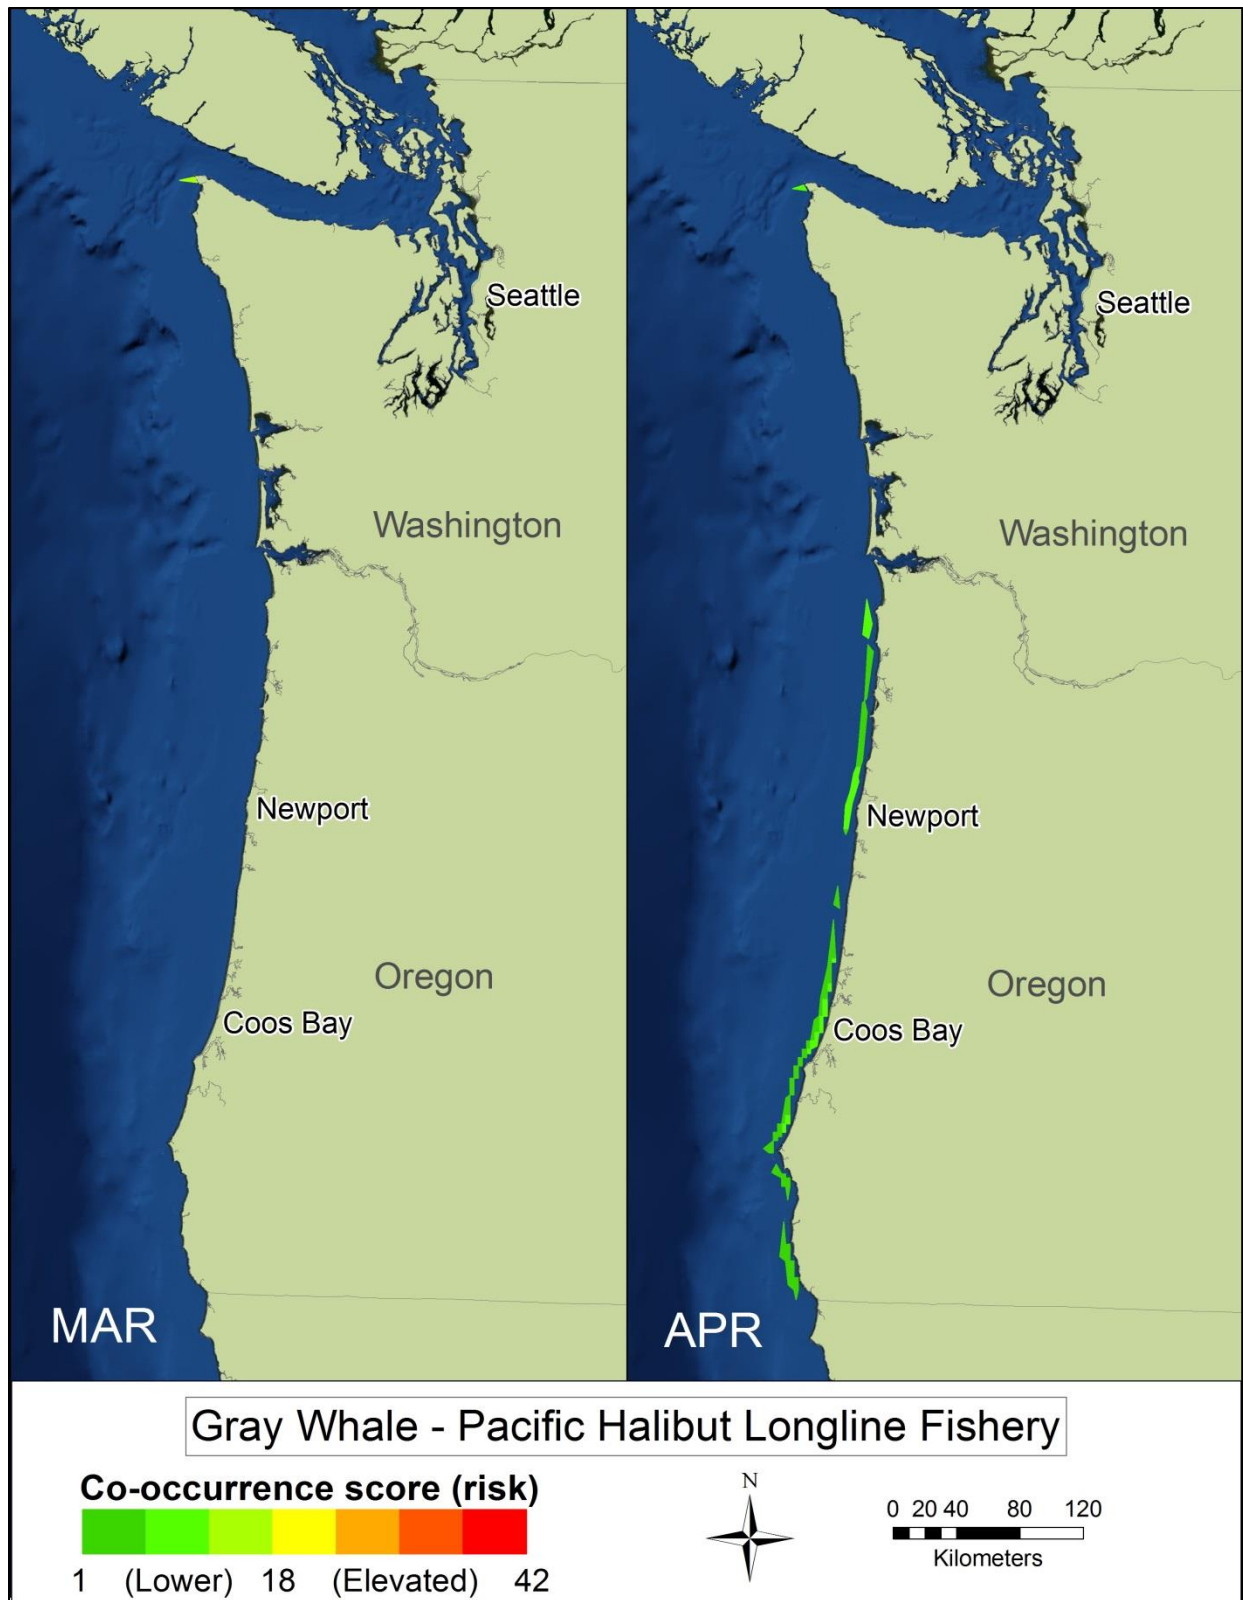 Seattle
Washington
Newport
Oregon
Coos Bay
MAR
Seattle
Washington
Newport
Oregon
Coos Bay
APR
Gray Whale - Pacific Halibut Longline Fishery
Co-occurrence score (risk)
1 (Lower) 18 (Elevated) 42
N
0 20 40 80 120
Kilometers